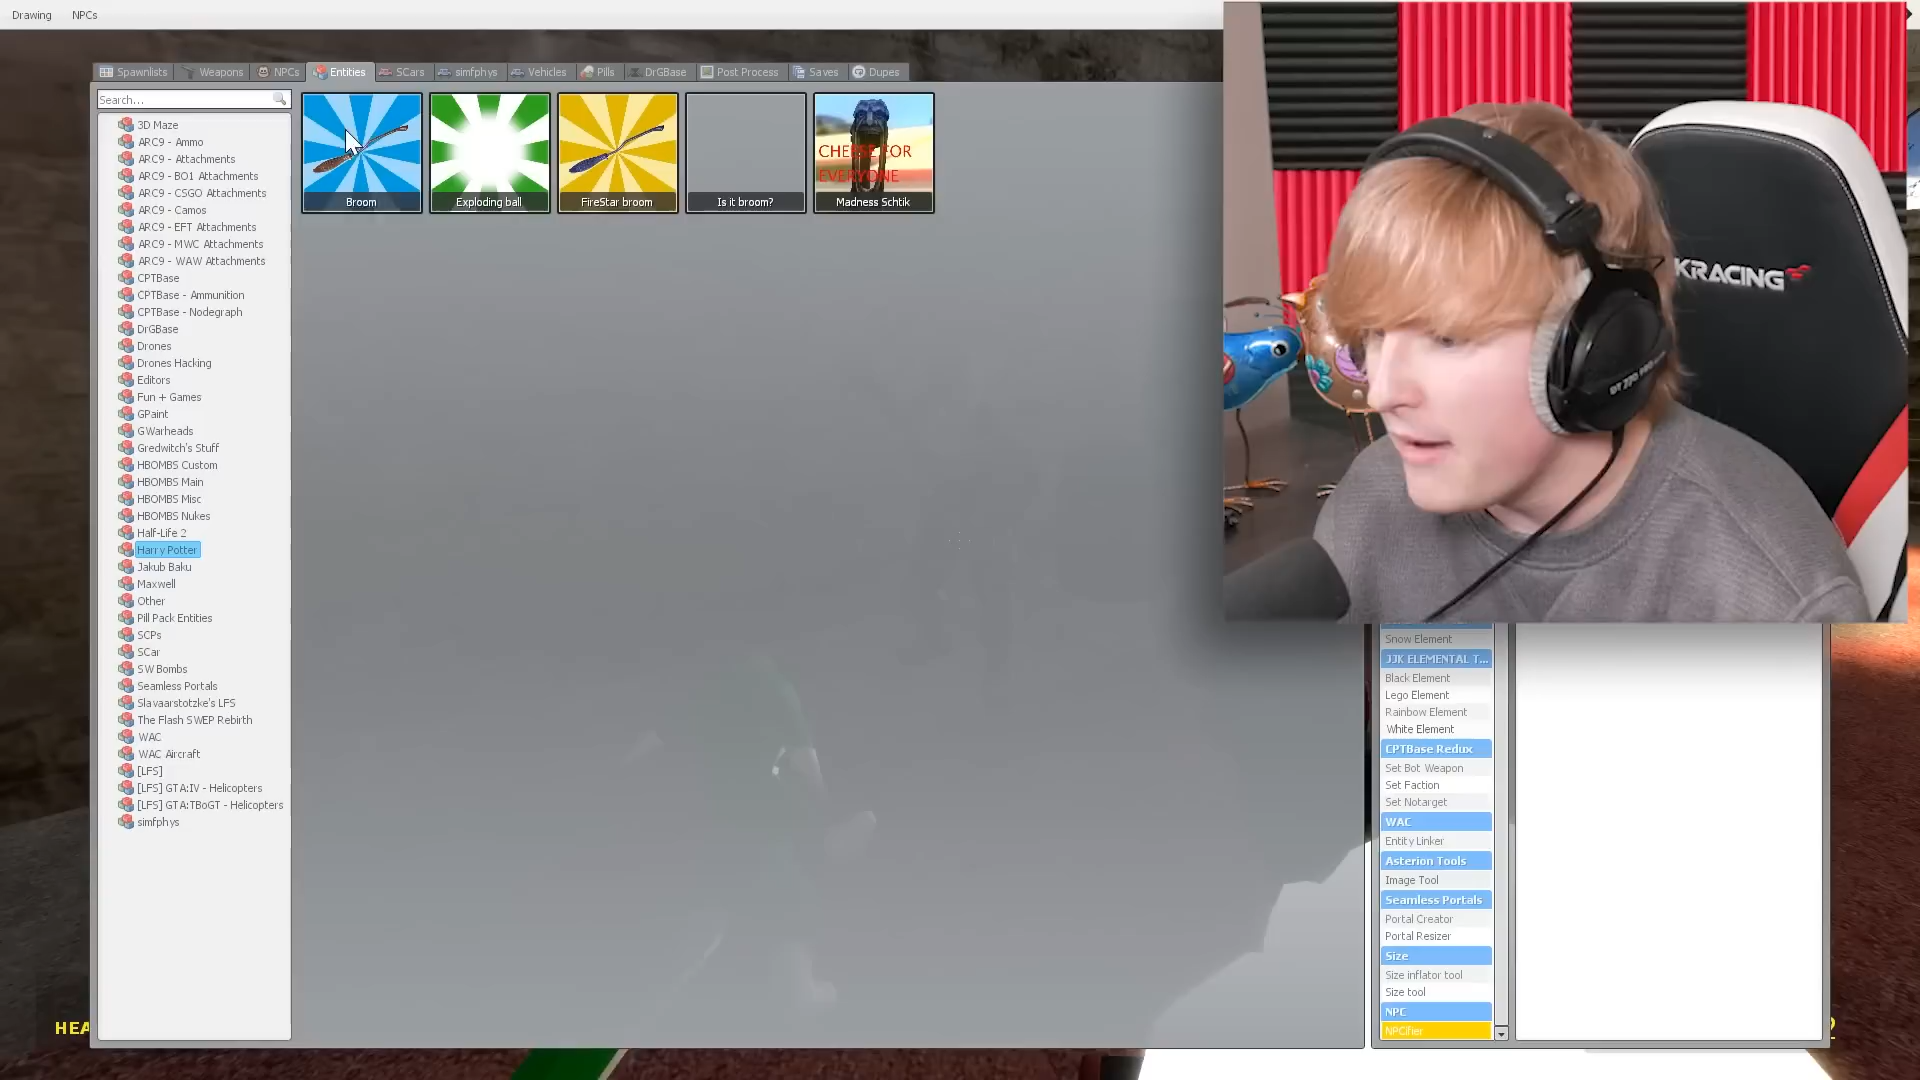 Drawing NPCs
Spawnlists Weapons NPCs Entities SCars simfphys Vehicles Pills DrGBase Post Process Saves Dupes
Search...
3D Maze
ARC9 - Ammo
ARC9 - Attachments
ARC9 - BO1 Attachments
ARC9 - CSGO Attachments
ARC9 - Camos
ARC9 - EFT Attachments
ARC9 - MWC Attachments
ARC9 - WAW Attachments
CPTBase
CPTBase - Ammunition
CPTBase - Nodegraph
DrGBase
Drones
Drones Hacking
Editors
Fun + Games
GPaint
GWarheads
Gredwitch's Stuff
HBOMBS Custom
HBOMBS Main
HBOMBS Misc
HBOMBS Nukes
Half-Life 2
Harry Potter
Jakub Baku
Maxwell
Other
Pill Pack Entities
SCPs
SCar
SW Bombs
Seamless Portals
Slavaarstotzke's LFS
The Flash SWEP Rebirth
WAC
WAC Aircraft
[LFS]
[LFS] GTA:IV - Helicopters
[LFS] GTA:TBoGT - Helicopters
simfphys
Broom
Exploding ball
FireStar broom
Is it broom?
CHEESE FOR
EVERYONE
Madness Schtik
KRACING
DT 770 PRO
Snow Element
JJK ELEMENTAL T...
Black Element
Lego Element
Rainbow Element
White Element
CPTBase Redux
Set Bot Weapon
Set Faction
Set Notarget
WAC
Entity Linker
Asterion Tools
Image Tool
Seamless Portals
Portal Creator
Portal Resizer
Size
Size inflator tool
Size tool
NPC
NPCifier
HEA